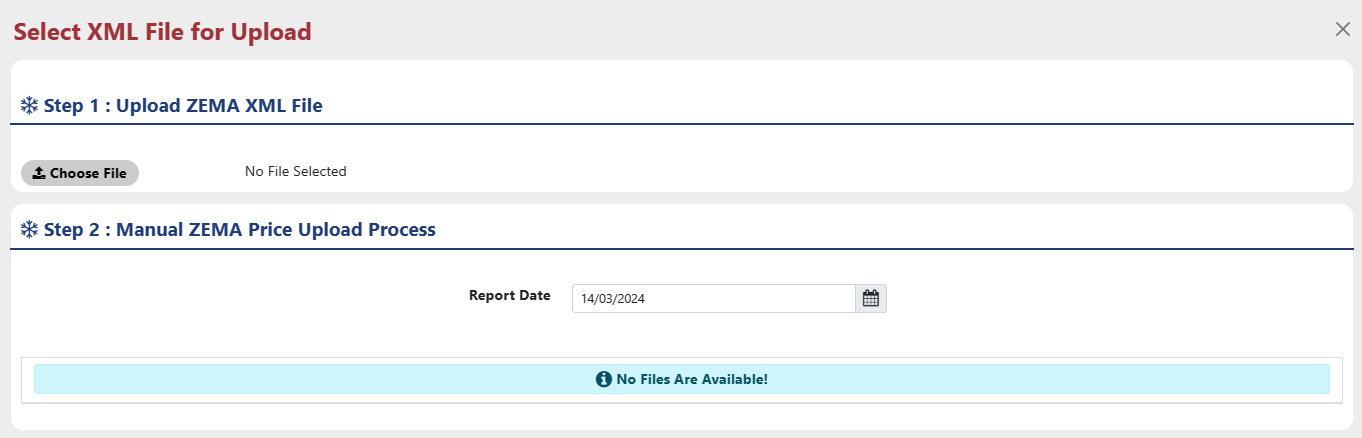 Select XML File for Upload
Step 1 : Upload ZEMA XML File
Choose File
No File Selected
Step 2 : Manual ZEMA Price Upload Process
Report Date
14/03/2024
No Files Are Available!